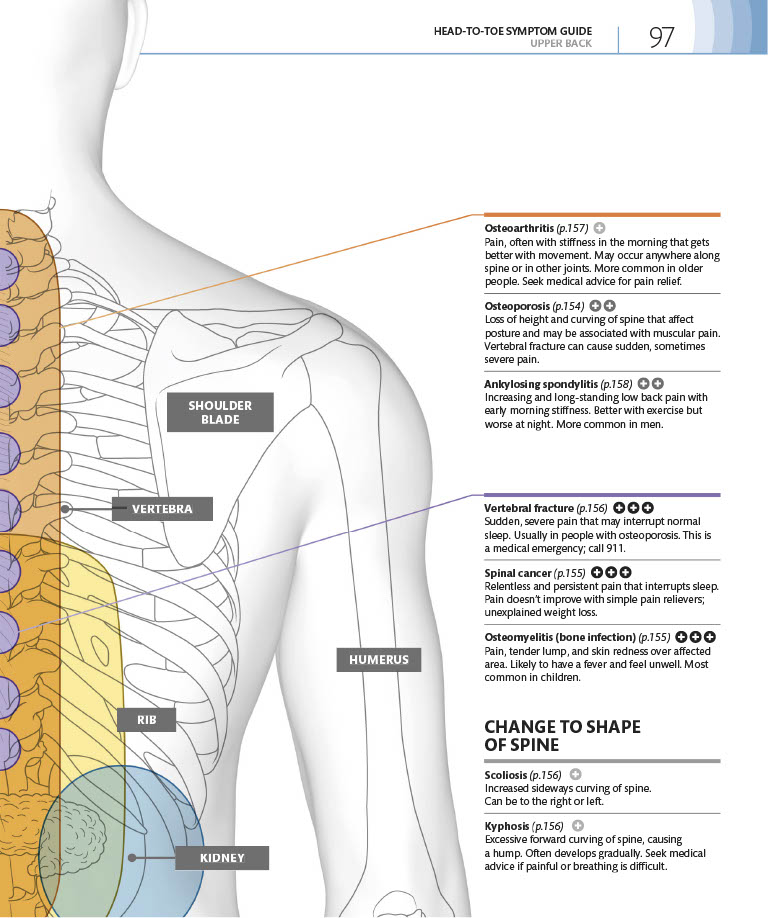 HEAD-TO-TOE SYMPTOM GUIDE
UPPER BACK
97
Osteoarthritis (p.157)
Pain, often with stiffness in the morning that gets
better with movement. May occur anywhere along
spine or in other joints. More common in older
people. Seek medical advice for pain relief.
Osteoporosis (p.154)
Loss of height and curving of spine that affect
posture and may be associated with muscular pain.
Vertebral fracture can cause sudden, sometimes
severe pain.
Ankylosing spondylitis (p.158)
Increasing and long-standing low back pain with
early morning stiffness. Better with exercise but
worse at night. More common in men.
SHOULDER
BLADE
VERTEBRA
Vertebral fracture (p.156)
Sudden, severe pain that may interrupt normal
sleep. Usually in people with osteoporosis. This is
a medical emergency; call 911.
Spinal cancer (p.155)
Relentless and persistent pain that interrupts sleep.
Pain doesn't improve with simple pain relievers;
unexplained weight loss.
Osteomyelitis (bone infection) (p.155)
Pain, tender lump, and skin redness over affected
area. Likely to have a fever and feel unwell. Most
common in children.
HUMERUS
RIB
KIDNEY
CHANGE TO SHAPE
OF SPINE
Scoliosis (p.156)
Increased sideways curving of spine.
Can be to the right or left.
Kyphosis (p.156)
Excessive forward curving of spine, causing
a hump. Often develops gradually. Seek medical
advice if painful or breathing is difficult.